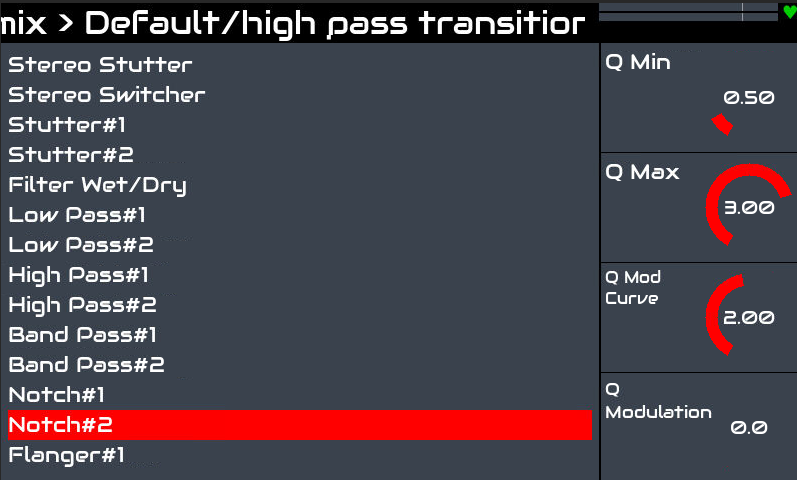 mix > Default/high pass transition
Stereo Stutter
Stereo Switcher
Stutter#1
Stutter#2
Filter Wet/Dry
Low Pass#1
Low Pass#2
High Pass#1
High Pass#2
Band Pass#1
Band Pass#2
Notch#1
Notch#2
Flanger#1
Q Min
0.50
Q Max
3.00
Q Mod
Curve
2.00
Q
Modulation
0.0